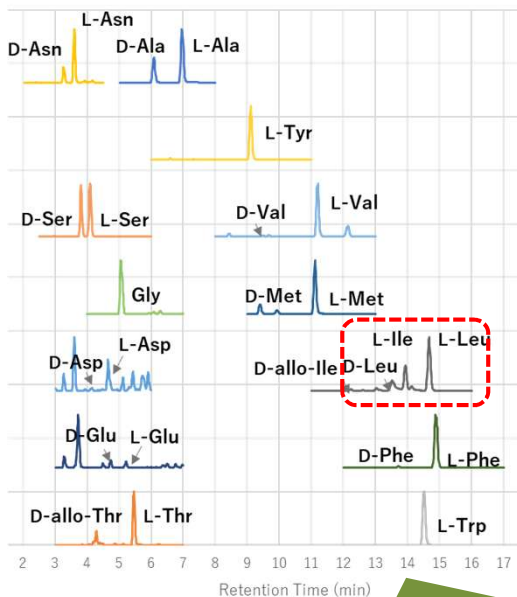 L-Asn
D-Asn
D-Ala
L-Ala
L-Tyr
D-Ser
L-Ser
D-Val
L-Val
Gly
D-Met
L-Met
D-Asp
L-Asp
D-allo-Ile
D-Leu
L-Ile
L-Leu
D-Glu
L-Glu
D-Phe
L-Phe
D-allo-Thr
L-Thr
L-Trp
2 3 4 5 6 7 8 9 10 11 12 13 14 15 16 17
Retention Time (min)